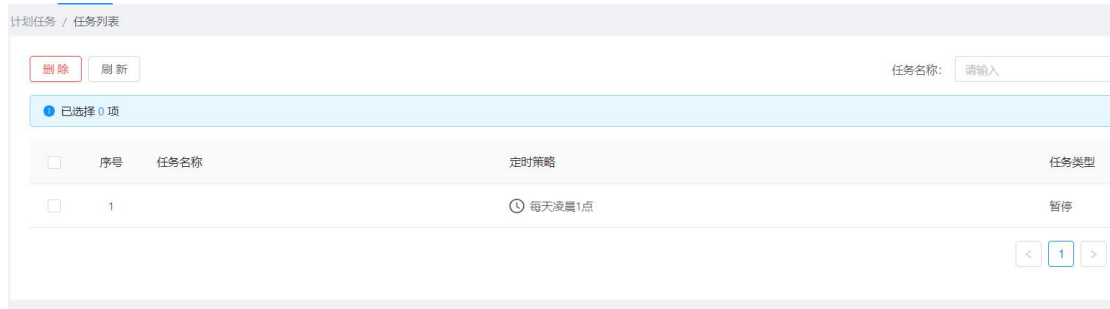 计划任务 / 任务列表
删 除 刷 新 任务名称: 请输入
已选择 0 项
序号 任务名称 定时策略 任务类型
1 每天凌晨1点 暂停
< 1 >